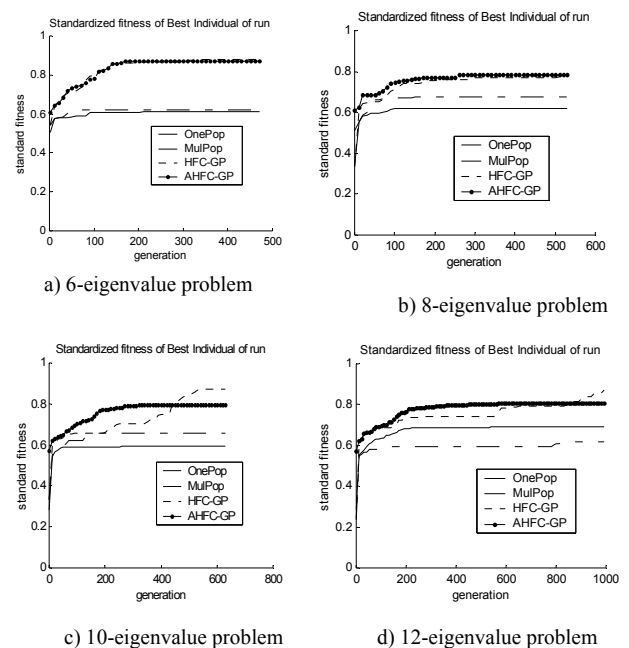 Standardized fitness of Best Individual of run
1
0.8
0.6
0.4
0.2
0
standard fitness
OnePop
MulPop
HFC-GP
AHFC-GP
0 100 200 300 400 500
generation
a) 6-eigenvalue problem
Standardized fitness of Best Individual of run
1
0.8
0.6
0.4
0.2
0
standard fitness
OnePop
MulPop
HFC-GP
AHFC-GP
0 100 200 300 400 500 600
generation
b) 8-eigenvalue problem
Standardized fitness of Best Individual of run
1
0.8
0.6
0.4
0.2
0
standard fitness
OnePop
MulPop
HFC-GP
AHFC-GP
0 200 400 600 800
generation
c) 10-eigenvalue problem
Standardized fitness of Best Individual of run
1
0.8
0.6
0.4
0.2
0
standard fitness
OnePop
MulPop
HFC-GP
AHFC-GP
0 200 400 600 800 1000
generation
d) 12-eigenvalue problem